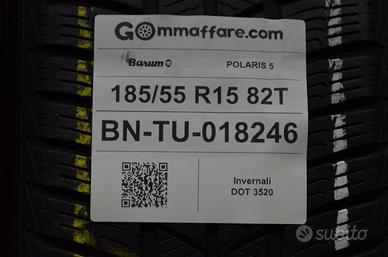 GOmmaffare.com
Barum
POLARIS 5
185/55 R15 82T
BN-TU-018246
Invernali
DOT 3520
subito